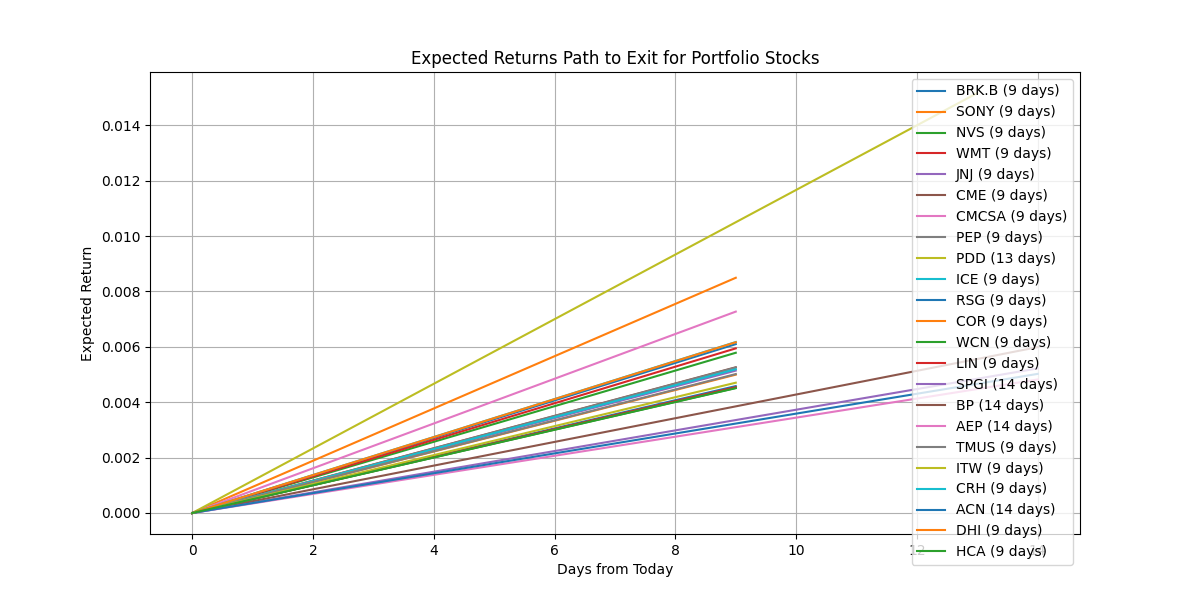 Expected Returns Path to Exit for Portfolio Stocks
Expected Return
0.014
0.012
0.010
0.008
0.006
0.004
0.002
0.000
0
2
4
6
8
10
12
14
Days from Today
BRK.B (9 days)
SONY (9 days)
NVS (9 days)
WMT (9 days)
JNJ (9 days)
CME (9 days)
CMCSA (9 days)
PEP (9 days)
PDD (13 days)
ICE (9 days)
RSG (9 days)
COR (9 days)
WCN (9 days)
LIN (9 days)
SPGI (14 days)
BP (14 days)
AEP (14 days)
TMUS (9 days)
ITW (9 days)
CRH (9 days)
ACN (14 days)
DHI (9 days)
HCA (9 days)